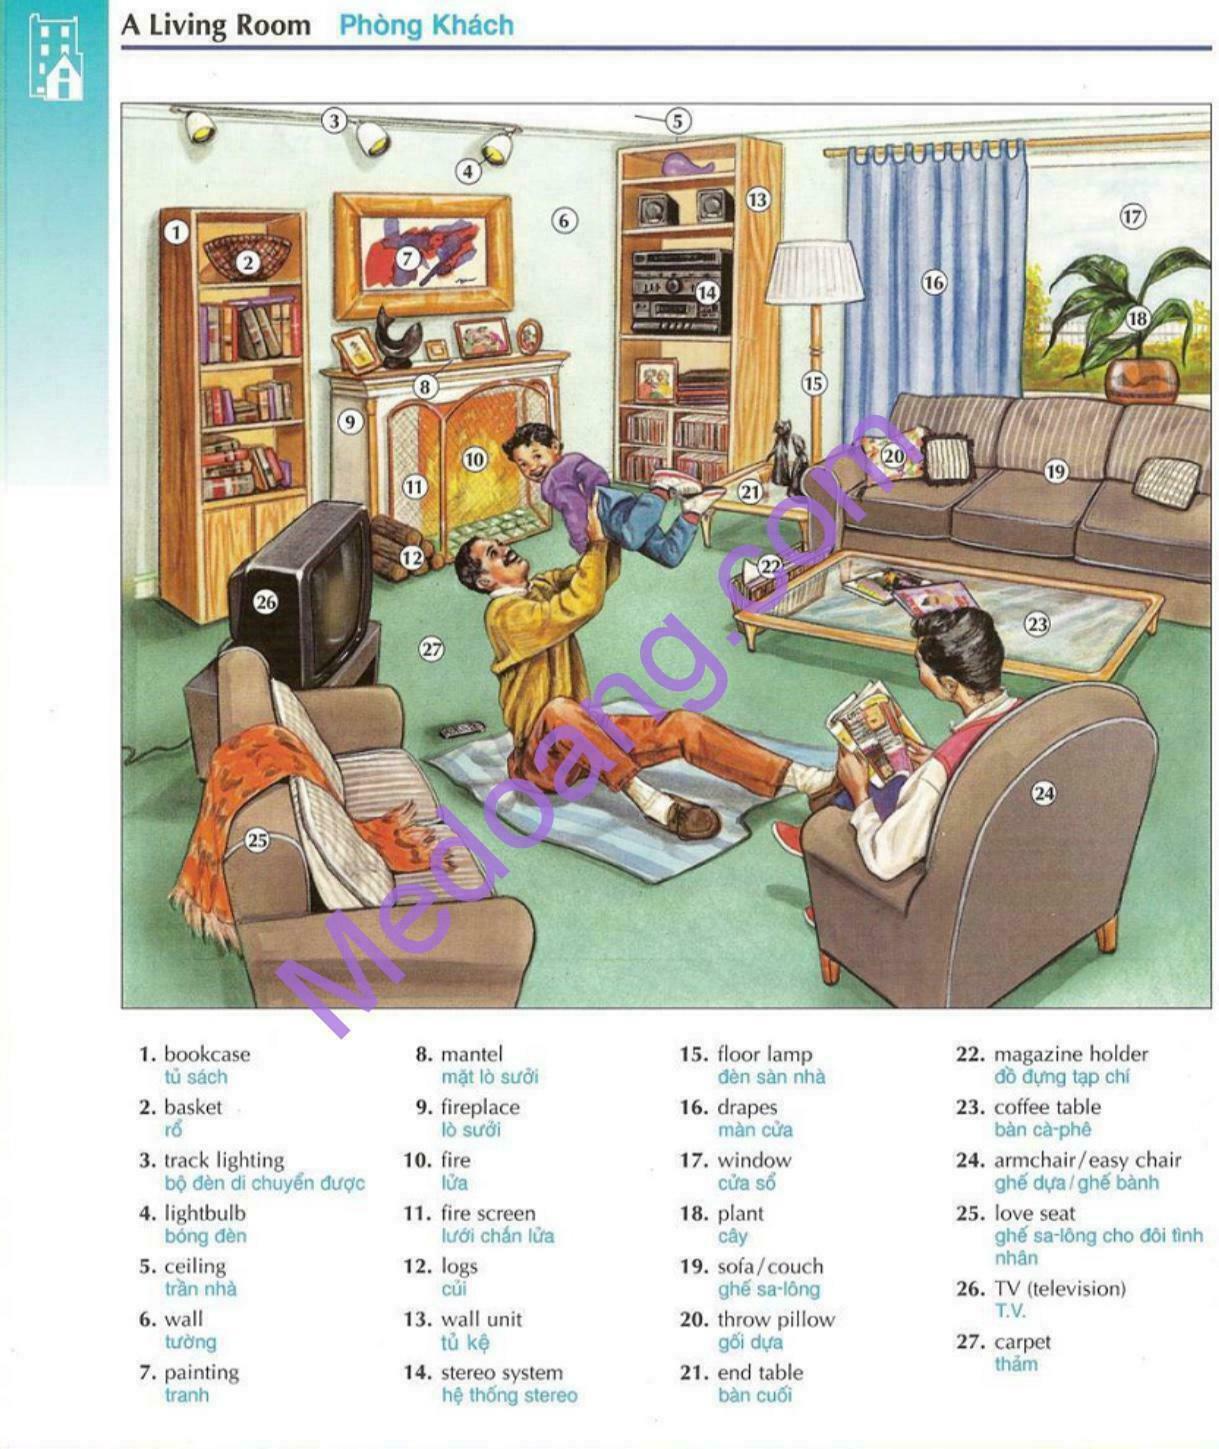 A Living Room Phòng Khách
3
5
4
13
6
17
1
2
7
14
16
18
8
15
9
10
20
19
11
21
12
22
26
23
27
24
25
Medoang.com
1. bookcase
tủ sách
2. basket
rổ
3. track lighting
bộ đèn di chuyển được
4. lightbulb
bóng đèn
5. ceiling
trần nhà
6. wall
tường
7. painting
tranh
8. mantel
mặt lò sưởi
9. fireplace
lò sưởi
10. fire
lửa
11. fire screen
lưới chắn lửa
12. logs
củi
13. wall unit
tủ kệ
14. stereo system
hệ thống stereo
15. floor lamp
đèn sàn nhà
16. drapes
màn cửa
17. window
cửa sổ
18. plant
cây
19. sofa/couch
ghế sa-lông
20. throw pillow
gối dựa
21. end table
bàn cuối
22. magazine holder
đồ đựng tạp chí
23. coffee table
bàn cà-phê
24. armchair/easy chair
ghế dựa/ghế bành
25. love seat
ghế sa-lông cho đôi tình
nhân
26. TV (television)
T.V.
27. carpet
thảm